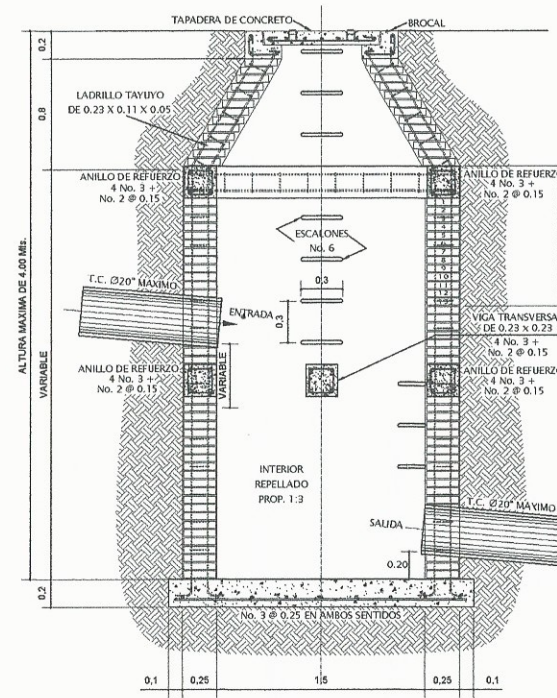 TAPADERA DE CONCRETO
BROCAL
0.2
LADRILLO TAYUYO
DE 0.23 X 0.11 X 0.05
0.8
ANILLO DE REFUERZO
4 No. 3 +
No. 2 @ 0.15
ANILLO DE REFUERZO
4 No. 3 +
No. 2 @ 0.15
ESCALONES
No. 6
T.C. Ø20" MAXIMO
0,3
ENTRADA
0.3
ALTURA MAXIMA DE 4.00 Mts.
VARIABLE
VIGA TRANSVERSA
DE 0.23 x 0.23
4 No. 3 +
No. 2 @ 0.15
ANILLO DE REFUERZO
4 No. 3 +
No. 2 @ 0.15
VARIABLE
ANILLO DE REFUERZO
4 No. 3 +
No. 2 @ 0.15
INTERIOR
REPELLADO
PROP. 1:3
T.C. Ø20" MAXIMO
SALIDA
0.20
0.2
No. 3 @ 0.25 EN AMBOS SENTIDOS
0,1 0,25 1,5 0,25 0.1